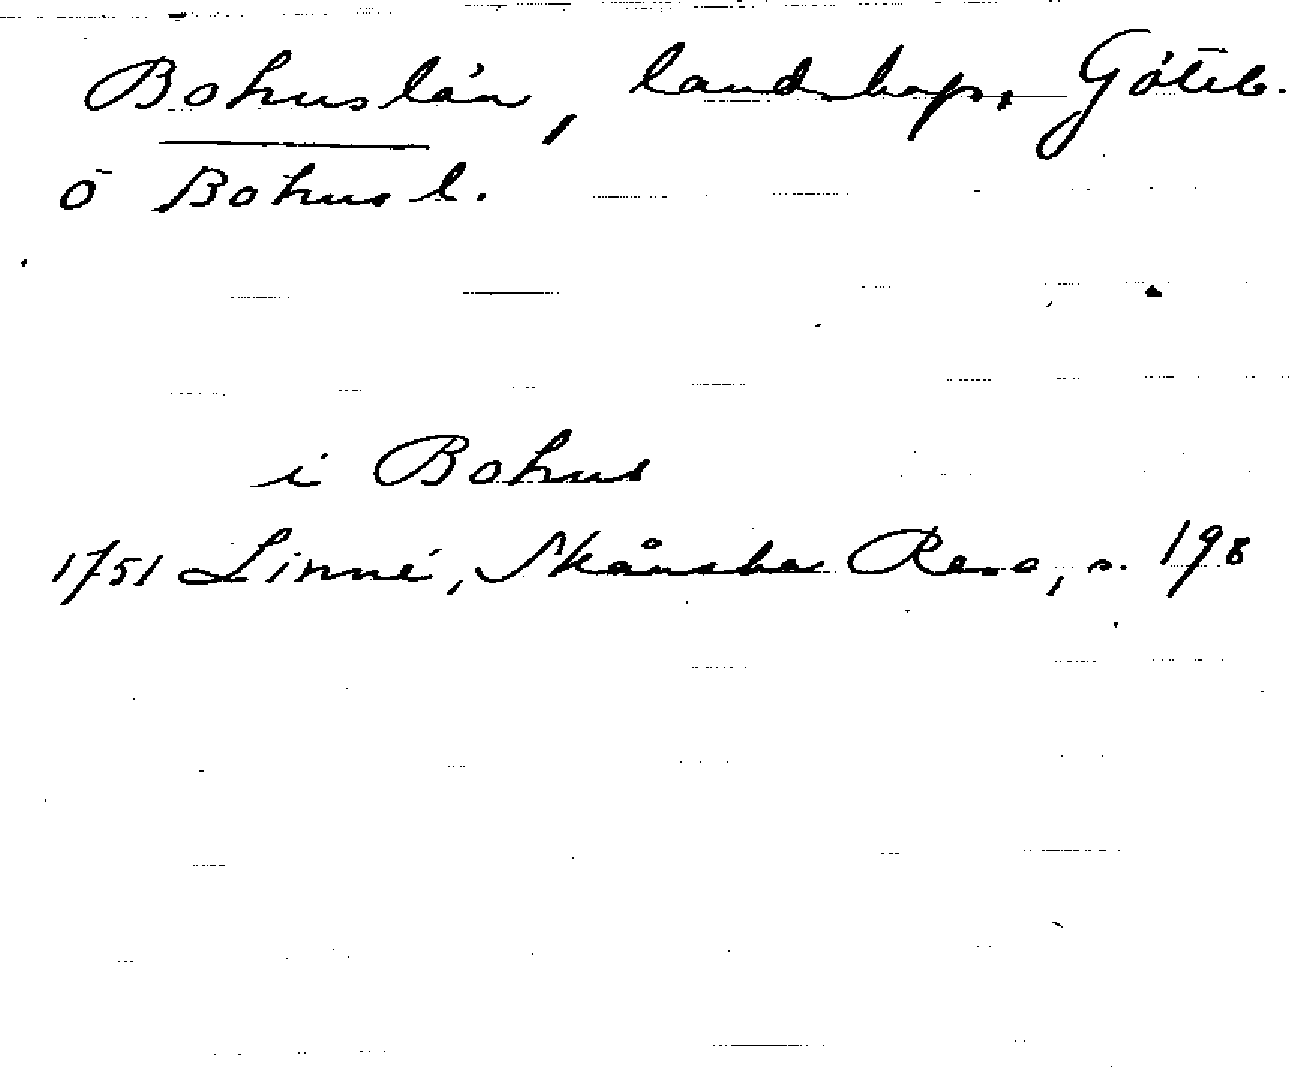 Bohuslän, landskap, Göteb.
o Bohusl.
i Bohus
1751 Linné, Skånska Resa, s. 198